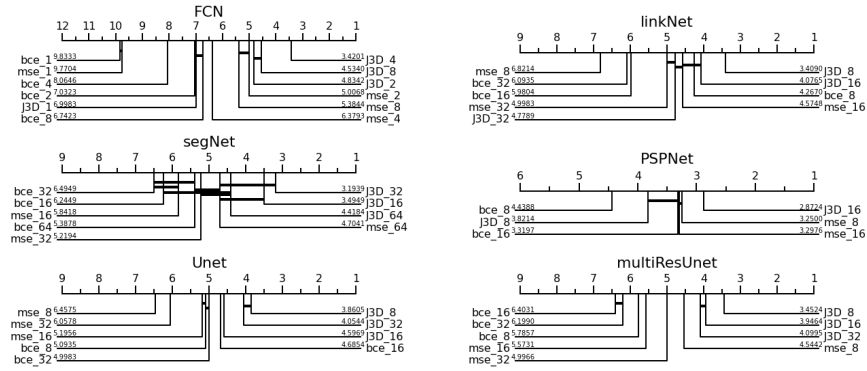 FCN
12 11 10 9 8 7 6 5 4 3 2 1
bce_1 9.8333 3.4201 J3D_4
mse_1 9.7704 4.5340 J3D_8
bce_4 8.0646 4.8342 J3D_2
bce_2 7.0323 5.0068 mse_2
J3D_1 6.9983 5.3844 mse_8
bce_8 6.7423 6.3793 mse_4
linkNet
9 8 7 6 5 4 3 2 1
mse_8 6.8214 3.4090 J3D_8
bce_32 6.0935 4.0765 J3D_16
bce_16 5.9804 4.2670 bce_8
mse_32 4.9983 4.5748 mse_16
J3D_32 4.7789
segNet
9 8 7 6 5 4 3 2 1
bce_32 6.4949 3.1939 J3D_32
bce_16 6.2449 3.4949 J3D_16
mse_16 5.8418 4.4184 J3D_64
bce_64 5.3878 4.7041 mse_64
mse_32 5.2194
PSPNet
6 5 4 3 2 1
bce_8 4.4388 2.8724 J3D_16
J3D_8 3.8214 3.2500 mse_8
bce_16 3.3197 3.2976 mse_16
Unet
9 8 7 6 5 4 3 2 1
mse_8 6.4575 3.8605 J3D_8
mse_32 6.0578 4.0544 J3D_32
mse_16 5.1956 4.5969 J3D_16
bce_8 5.0935 4.6854 bce_16
bce_32 4.9983
multiResUnet
9 8 7 6 5 4 3 2 1
bce_16 6.4031 3.4524 J3D_8
bce_32 6.1990 3.9464 J3D_16
bce_8 5.7857 4.0995 J3D_32
mse_16 5.5731 4.5442 mse_8
mse_32 4.9966